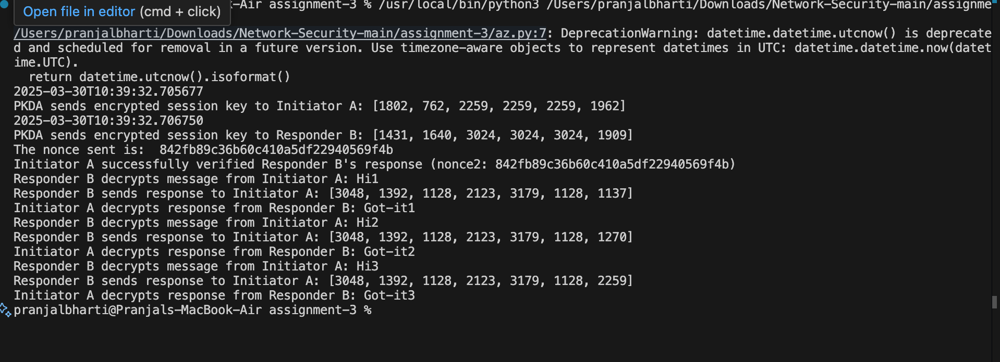 k-Air assignment-3 % /usr/local/bin/python3 /Users/pranjalbharti/Downloads/Network-Security-main/assignme
Open file in editor (cmd + click)
/Users/pranjalbharti/Downloads/Network-Security-main/assignment-3/az.py:7: DeprecationWarning: datetime.datetime.utcnow() is deprecate
d and scheduled for removal in a future version. Use timezone-aware objects to represent datetimes in UTC: datetime.datetime.now(datet
ime.UTC).
  return datetime.utcnow().isoformat()
2025-03-30T10:39:32.705677
PKDA sends encrypted session key to Initiator A: [1802, 762, 2259, 2259, 2259, 1962]
2025-03-30T10:39:32.706750
PKDA sends encrypted session key to Responder B: [1431, 1640, 3024, 3024, 3024, 1909]
The nonce sent is:  842fb89c36b60c410a5df22940569f4b
Initiator A successfully verified Responder B's response (nonce2: 842fb89c36b60c410a5df22940569f4b)
Responder B decrypts message from Initiator A: Hi1
Responder B sends response to Initiator A: [3048, 1392, 1128, 2123, 3179, 1128, 1137]
Initiator A decrypts response from Responder B: Got-it1
Responder B decrypts message from Initiator A: Hi2
Responder B sends response to Initiator A: [3048, 1392, 1128, 2123, 3179, 1128, 1270]
Initiator A decrypts response from Responder B: Got-it2
Responder B decrypts message from Initiator A: Hi3
Responder B sends response to Initiator A: [3048, 1392, 1128, 2123, 3179, 1128, 2259]
Initiator A decrypts response from Responder B: Got-it3
pranjalbharti@Pranjals-MacBook-Air assignment-3 %